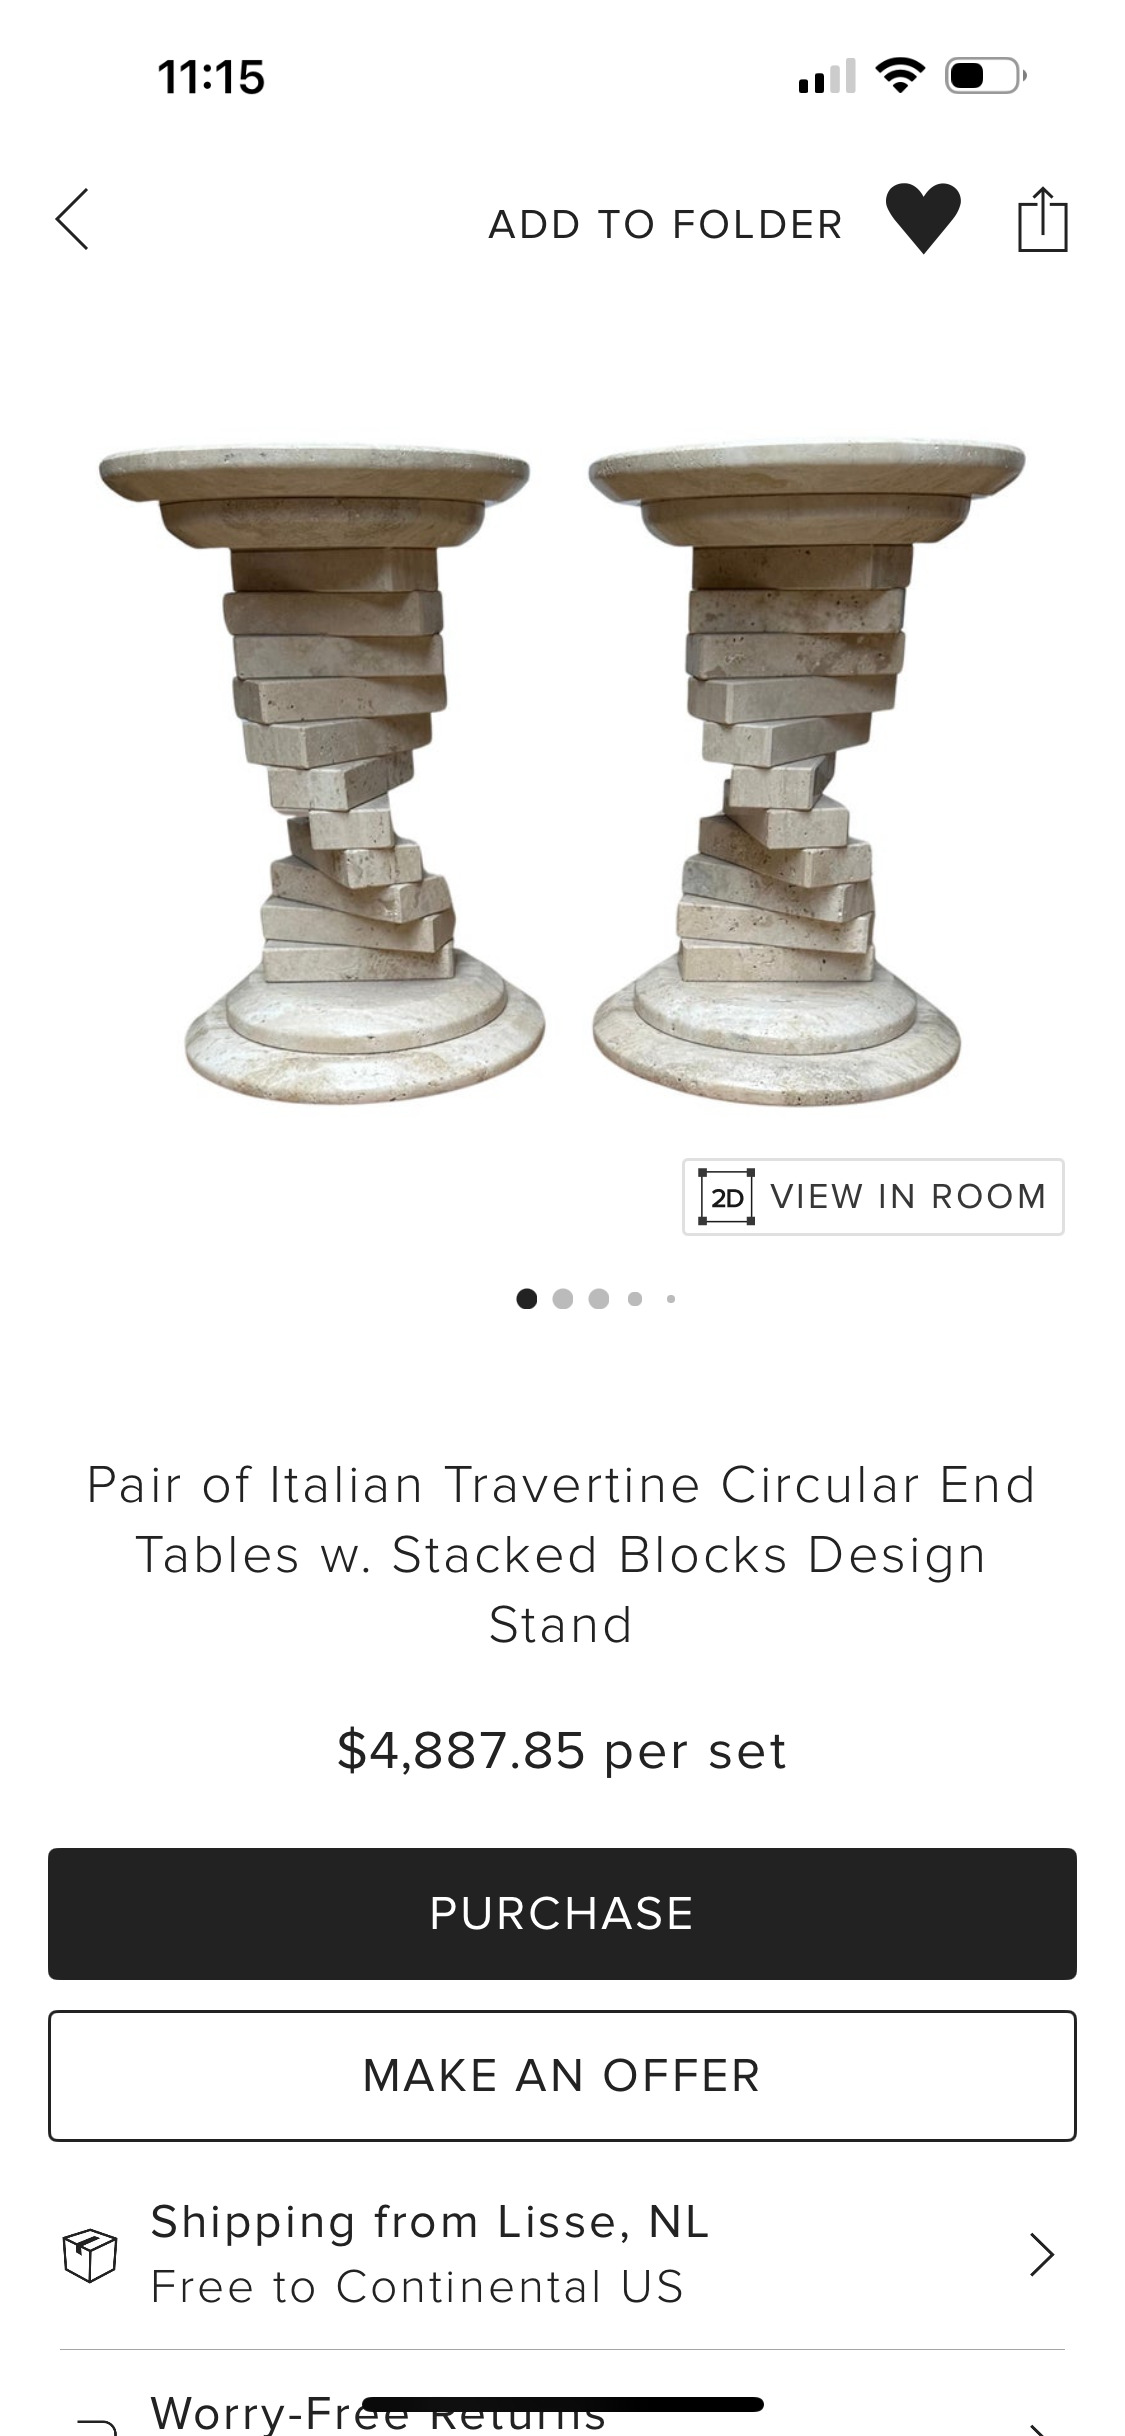 11:15
ADD TO FOLDER
2D VIEW IN ROOM
Pair of Italian Travertine Circular End
Tables w. Stacked Blocks Design
Stand
$4,887.85 per set
PURCHASE
MAKE AN OFFER
Shipping from Lisse, NL
Free to Continental US
Worry-Free Returns